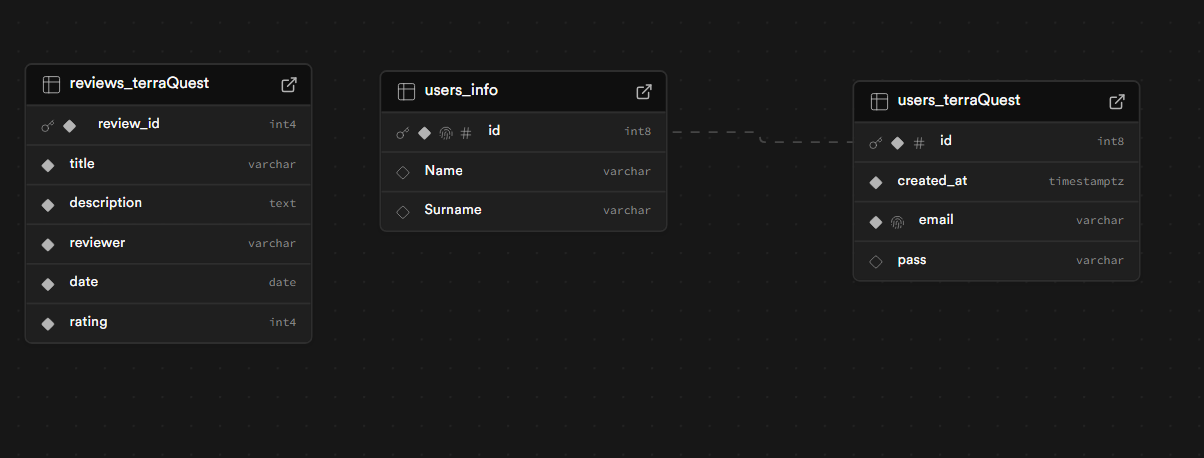 reviews_terraQuest
review_id int4
title varchar
description text
reviewer varchar
date date
rating int4
users_info
# id int8
Name varchar
Surname varchar
users_terraQuest
# id int8
created_at timestamptz
email varchar
pass varchar